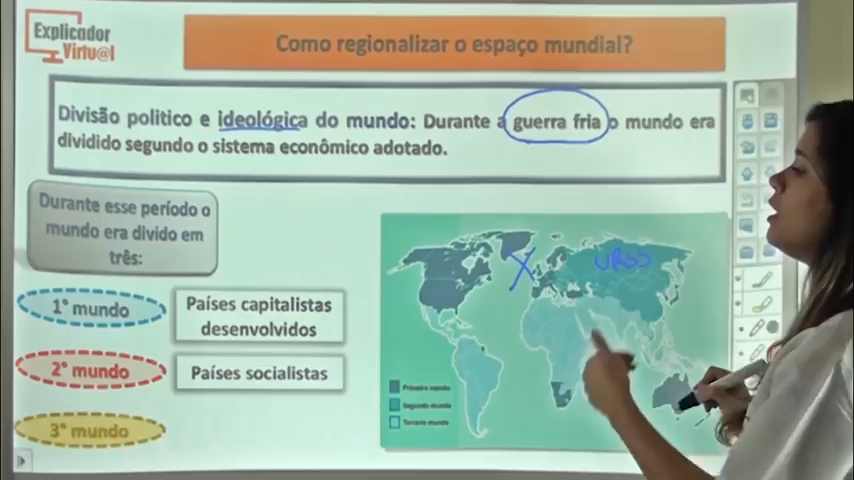 Explicador
Virtu@l
Como regionalizar o espaço mundial?
Divisão politico e ideológica do mundo: Durante a guerra fria o mundo era
dividido segundo o sistema econômico adotado.
Durante esse período o
mundo era divido em
três:
1° mundo
Países capitalistas
desenvolvidos
2° mundo
Países socialistas
3° mundo
X
URSS
Primeiro mundo
Segundo mundo
Terceiro mundo